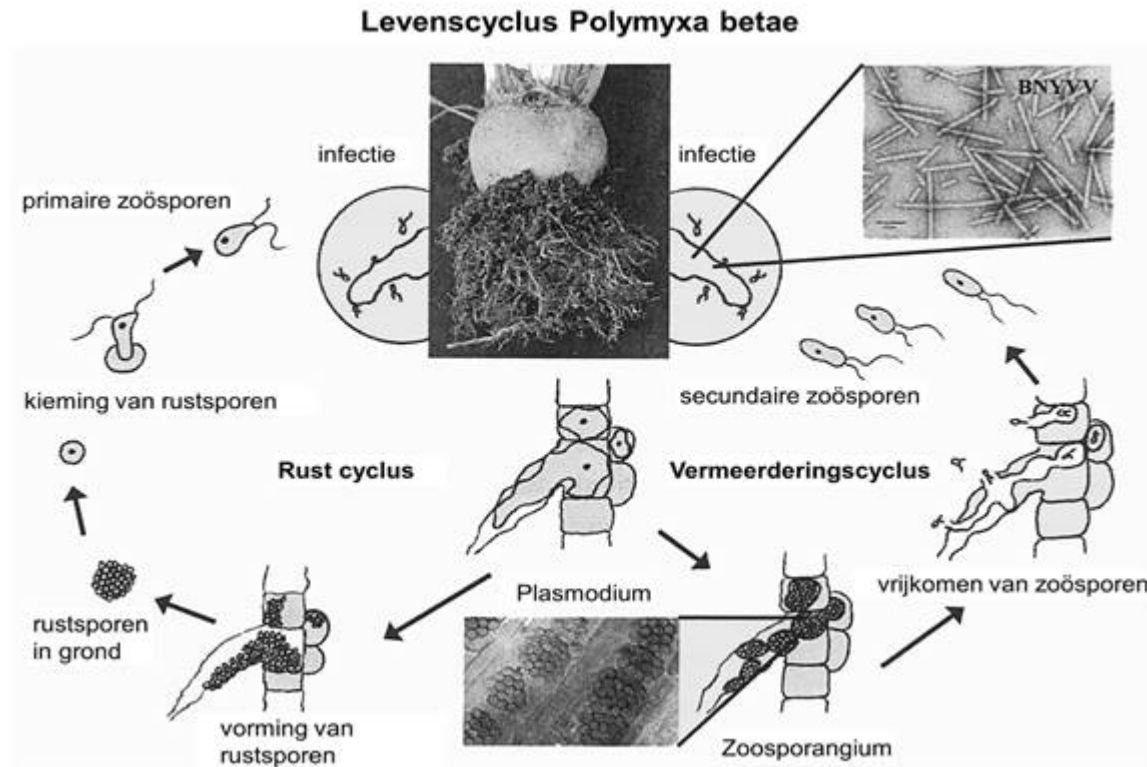 Levenscyclus Polymyxa betae
BNYVV
infectie
infectie
primaire zoösporen
kieming van rustsporen
secundaire zoösporen
Rust cyclus
Vermeerderingscyclus
vrijkomen van zoösporen
Plasmodium
rustsporen
in grond
vorming van
rustsporen
Zoosporangium